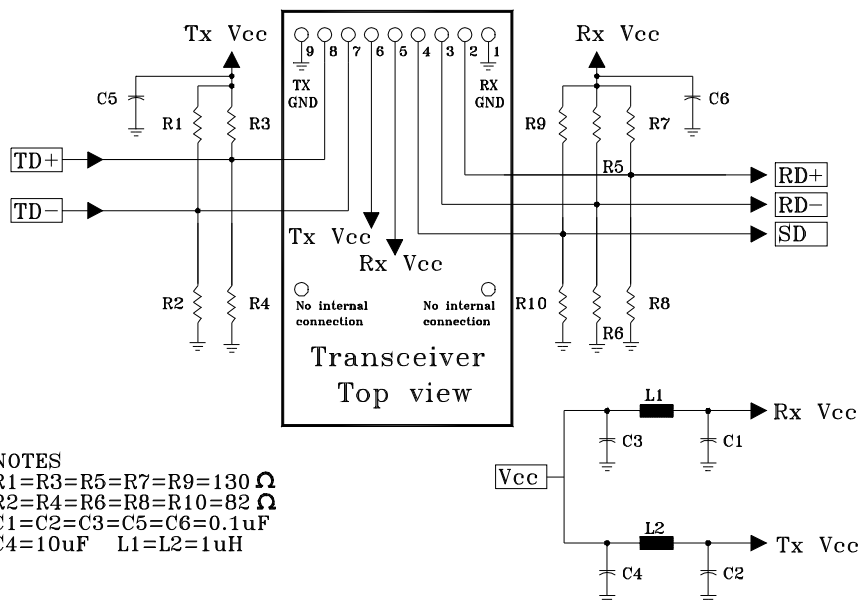 Tx Vcc
Rx Vcc
9 8 7 6 5 4 3 2 1
TX
GND
RX
GND
C5
R1
R3
R9
R7
C6
TD+
R5
RD+
TD-
RD-
Tx Vcc
SD
Rx Vcc
R2
R4
No internal
connection
No internal
connection
R10
R8
R6
Transceiver
Top view
L1
Rx Vcc
C3
C1
Vcc
L2
Tx Vcc
C4
C2
NOTES
R1=R3=R5=R7=R9=130 Ω
R2=R4=R6=R8=R10=82 Ω
C1=C2=C3=C5=C6=0.1uF
C4=10uF L1=L2=1uH